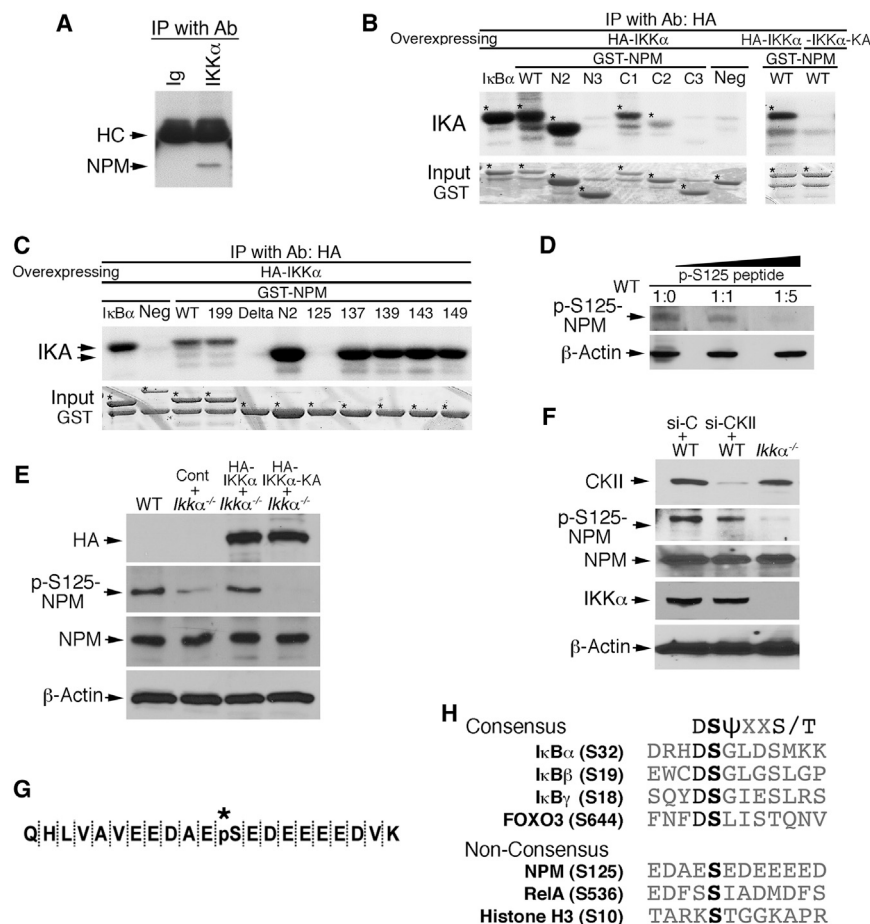 A
IP with Ab
Ig
IKKα
HC
NPM
B
IP with Ab: HA
Overexpressing
HA-IKKα
HA-IKKα
-IKKα-KA
GST-NPM
GST-NPM
IκBα WT N2 N3 C1 C2 C3 Neg
WT WT
IKA
Input
GST
C
IP with Ab: HA
Overexpressing
HA-IKKα
GST-NPM
IκBα Neg WT 199 Delta N2 125 137 139 143 149
IKA
Input
GST
D
p-S125 peptide
WT
1:0 1:1 1:5
p-S125-
NPM
β-Actin
E
WT
Cont
+
Ikkα-/-
HA-
IKKα
+
Ikkα-/-
HA-
IKKα-KA
+
Ikkα-/-
HA
p-S125-
NPM
NPM
β-Actin
F
si-C
+
WT
si-CKII
+
WT
Ikkα-/-
CKII
p-S125-
NPM
NPM
IKKα
β-Actin
G
*
QHLVAVEEDAEpSEDEEEEDVK
H
Consensus DSΨXXS/T
IκBα (S32) DRHDSGLDSMKK
IκBβ (S19) EWCDSGLGSLGP
IκBγ (S18) SQYDSGIESLRS
FOXO3 (S644) FNFDSLISTQNV
Non-Consensus
NPM (S125) EDAESEDEEEED
RelA (S536) EDFSSIADMDFS
Histone H3 (S10) TARKSTGGKAPR